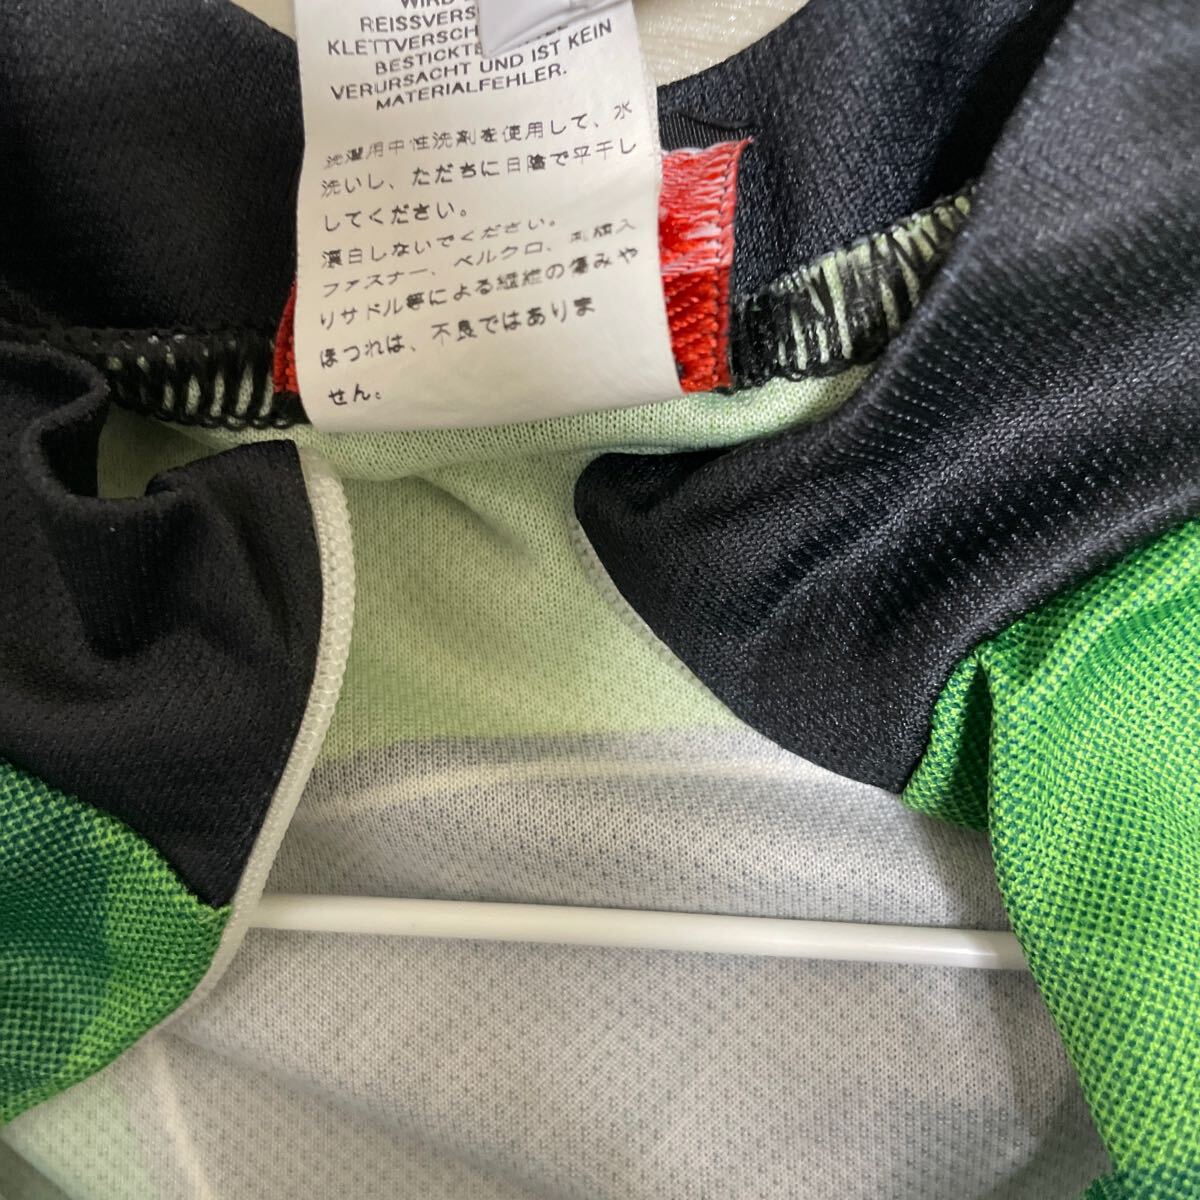 WIRD
REISSVERS
KLETTVERSCH
BESTICKTE
VERURSACHT UND IST KEIN
MATERIALFEHLER.
洗濯用中性洗剤を使用して、水
洗いし、ただちに日陰で平干し
してください。
漂白しないでください。
ファスナー、ベルクロ、刺繍入
りサドル等による繊維の傷みや
ほつれは、不良ではありま
せん。